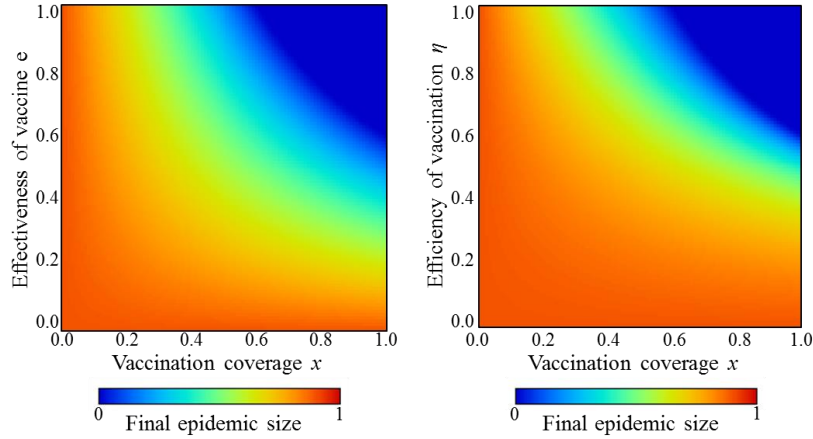 1.0
0.8
0.6
0.4
0.2
0.0
Effectiveness of vaccine e
0.0 0.2 0.4 0.6 0.8 1.0
Vaccination coverage x
0 1
Final epidemic size
1.0
0.8
0.6
0.4
0.2
0.0
Efficiency of vaccination η
0.0 0.2 0.4 0.6 0.8 1.0
Vaccination coverage x
0 1
Final epidemic size